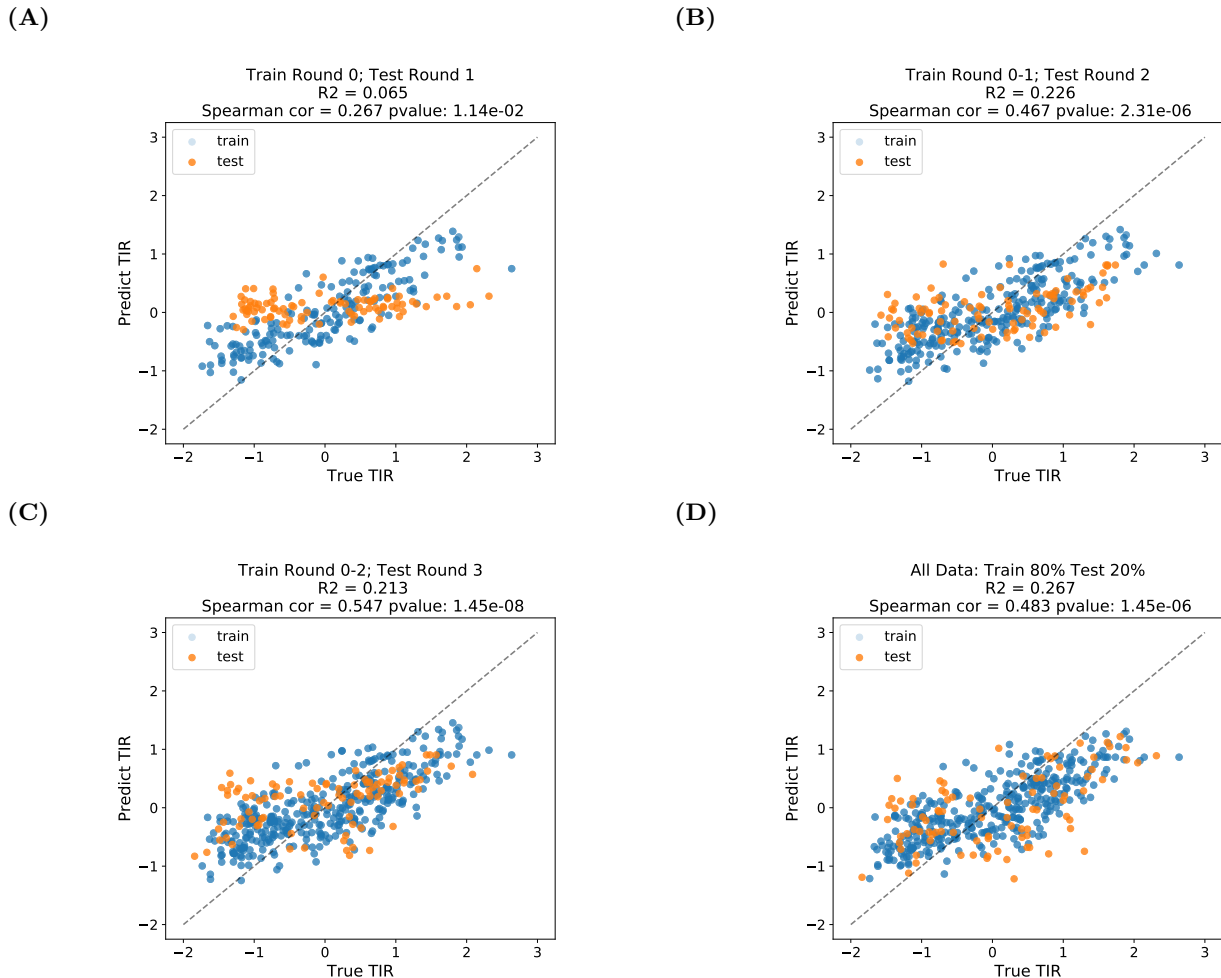 (A)
Train Round 0; Test Round 1
R2 = 0.065
Spearman cor = 0.267 pvalue: 1.14e-02
train
test
3
2
1
0
−1
−2
Predict TIR
−2 −1 0 1 2 3
True TIR
(B)
Train Round 0-1; Test Round 2
R2 = 0.226
Spearman cor = 0.467 pvalue: 2.31e-06
train
test
3
2
1
0
−1
−2
Predict TIR
−2 −1 0 1 2 3
True TIR
(C)
Train Round 0-2; Test Round 3
R2 = 0.213
Spearman cor = 0.547 pvalue: 1.45e-08
train
test
3
2
1
0
−1
−2
Predict TIR
−2 −1 0 1 2 3
True TIR
(D)
All Data: Train 80% Test 20%
R2 = 0.267
Spearman cor = 0.483 pvalue: 1.45e-06
train
test
3
2
1
0
−1
−2
Predict TIR
−2 −1 0 1 2 3
True TIR